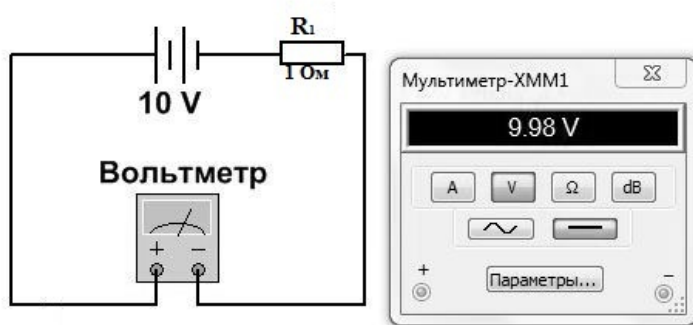 R₁
1 Ом
10 V
Вольтметр
+ −
Мультиметр-XMM1
9.98 V
A V Ω dB
+ Параметры... −